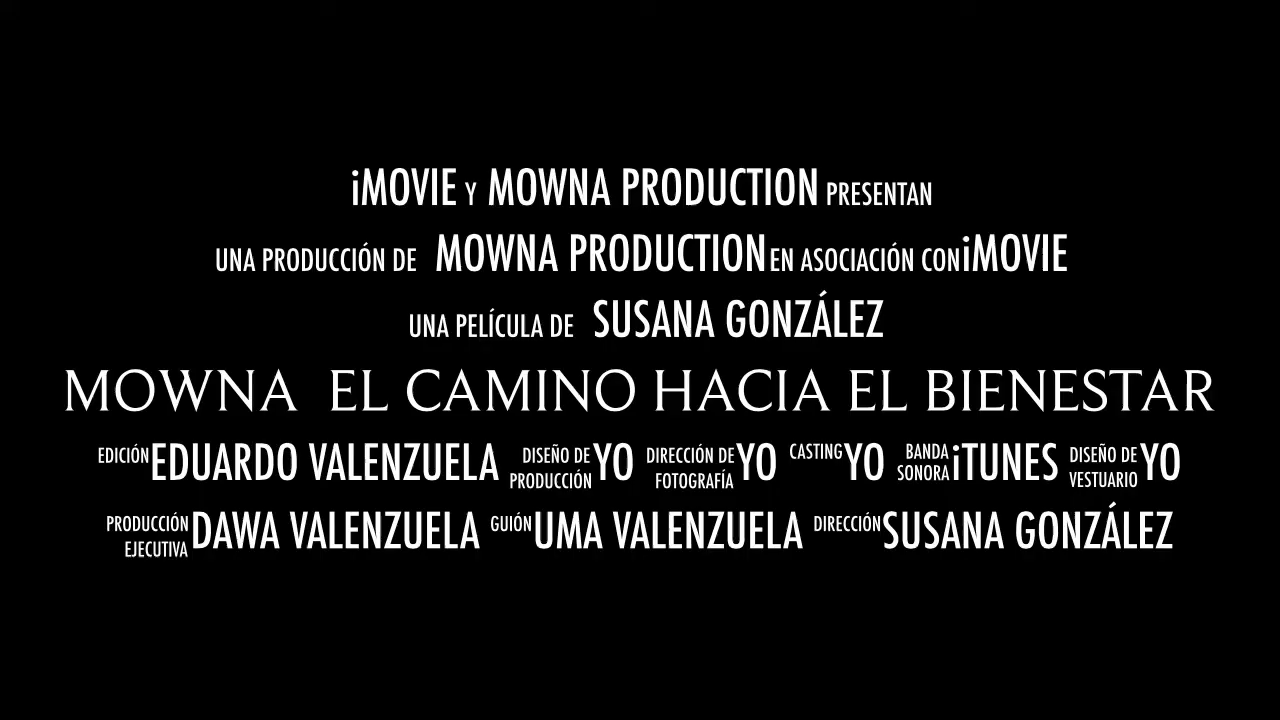 iMOVIE Y MOWNA PRODUCTION PRESENTAN
UNA PRODUCCIÓN DE MOWNA PRODUCTION EN ASOCIACIÓN CON iMOVIE
UNA PELÍCULA DE SUSANA GONZÁLEZ
MOWNA EL CAMINO HACIA EL BIENESTAR
EDICIÓN EDUARDO VALENZUELA DISEÑO DE PRODUCCIÓN YO DIRECCIÓN DE FOTOGRAFÍA YO CASTING YO BANDA SONORA iTUNES DISEÑO DE VESTUARIO YO
PRODUCCIÓN EJECUTIVA DAWA VALENZUELA GUIÓN UMA VALENZUELA DIRECCIÓN SUSANA GONZÁLEZ